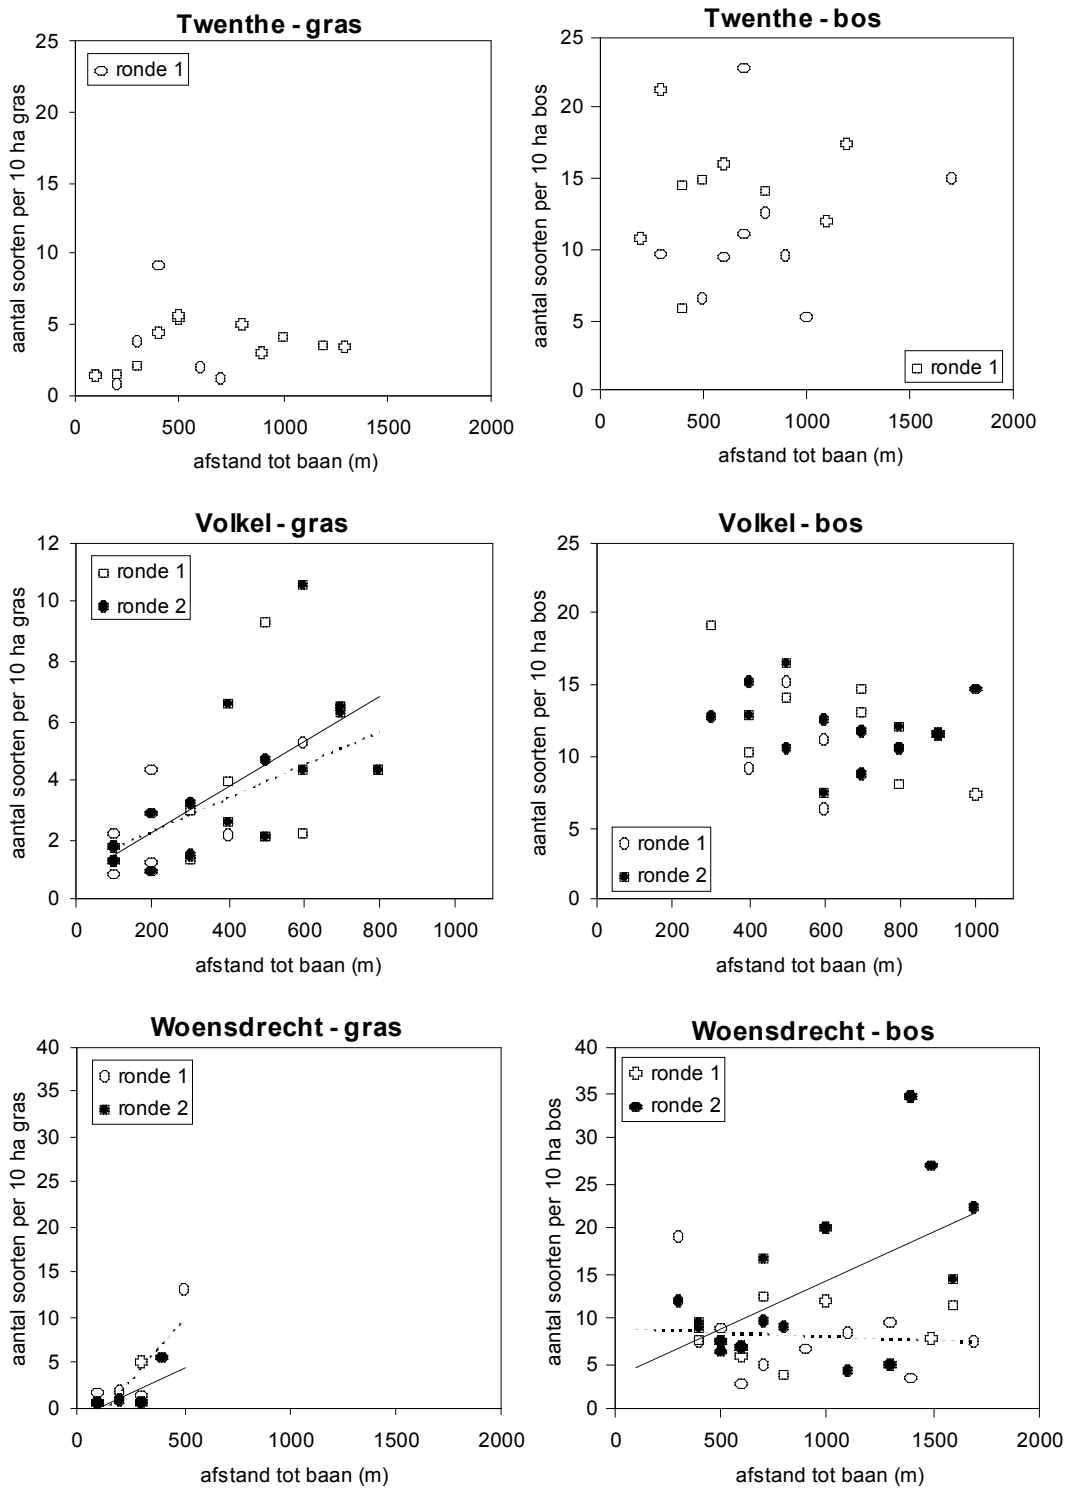 Twenthe - gras
aantal soorten per 10 ha gras
25
20
15
10
5
0
ronde 1
0 500 1000 1500 2000
afstand tot baan (m)
Twenthe - bos
aantal soorten per 10 ha bos
25
20
15
10
5
0
ronde 1
0 500 1000 1500 2000
afstand tot baan (m)
Volkel - gras
aantal soorten per 10 ha gras
12
10
8
6
4
2
0
ronde 1
ronde 2
0 200 400 600 800 1000
afstand tot baan (m)
Volkel - bos
aantal soorten per 10 ha bos
25
20
15
10
5
0
ronde 1
ronde 2
0 200 400 600 800 1000
afstand tot baan (m)
Woensdrecht - gras
aantal soorten per 10 ha gras
40
35
30
25
20
15
10
5
0
ronde 1
ronde 2
0 500 1000 1500 2000
afstand tot baan (m)
Woensdrecht - bos
aantal soorten per 10 ha bos
40
35
30
25
20
15
10
5
0
ronde 1
ronde 2
0 500 1000 1500 2000
afstand tot baan (m)